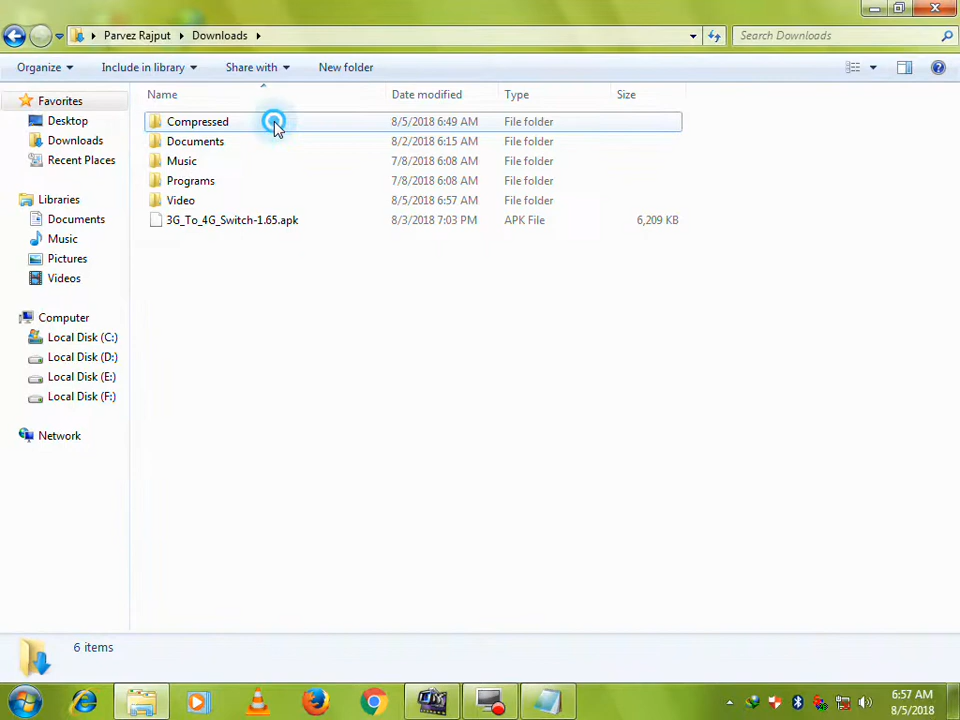 Parvez Rajput Downloads
Search Downloads
Organize Include in library Share with New folder
Favorites
Desktop
Downloads
Recent Places
Libraries
Documents
Music
Pictures
Videos
Computer
Local Disk (C:)
Local Disk (D:)
Local Disk (E:)
Local Disk (F:)
Network
Name Date modified Type Size
Compressed 8/5/2018 6:49 AM File folder
Documents 8/2/2018 6:15 AM File folder
Music 7/8/2018 6:08 AM File folder
Programs 7/8/2018 6:08 AM File folder
Video 8/5/2018 6:57 AM File folder
3G_To_4G_Switch-1.65.apk 8/3/2018 7:03 PM APK File 6,209 KB
6 items
6:57 AM
8/5/2018